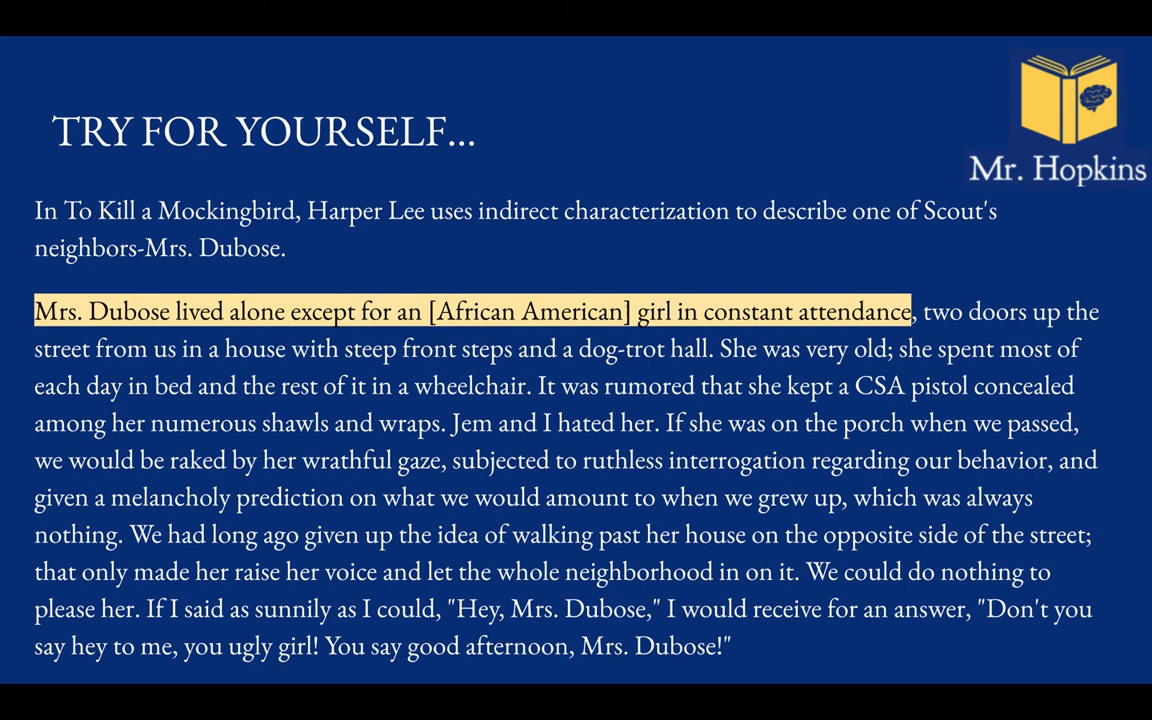 TRY FOR YOURSELF...
Mr. Hopkins
In To Kill a Mockingbird, Harper Lee uses indirect characterization to describe one of Scout's
neighbors-Mrs. Dubose.
Mrs. Dubose lived alone except for an [African American] girl in constant attendance, two doors up the
street from us in a house with steep front steps and a dog-trot hall. She was very old; she spent most of
each day in bed and the rest of it in a wheelchair. It was rumored that she kept a CSA pistol concealed
among her numerous shawls and wraps. Jem and I hated her. If she was on the porch when we passed,
we would be raked by her wrathful gaze, subjected to ruthless interrogation regarding our behavior, and
given a melancholy prediction on what we would amount to when we grew up, which was always
nothing. We had long ago given up the idea of walking past her house on the opposite side of the street;
that only made her raise her voice and let the whole neighborhood in on it. We could do nothing to
please her. If I said as sunnily as I could, "Hey, Mrs. Dubose," I would receive for an answer, "Don't you
say hey to me, you ugly girl! You say good afternoon, Mrs. Dubose!"